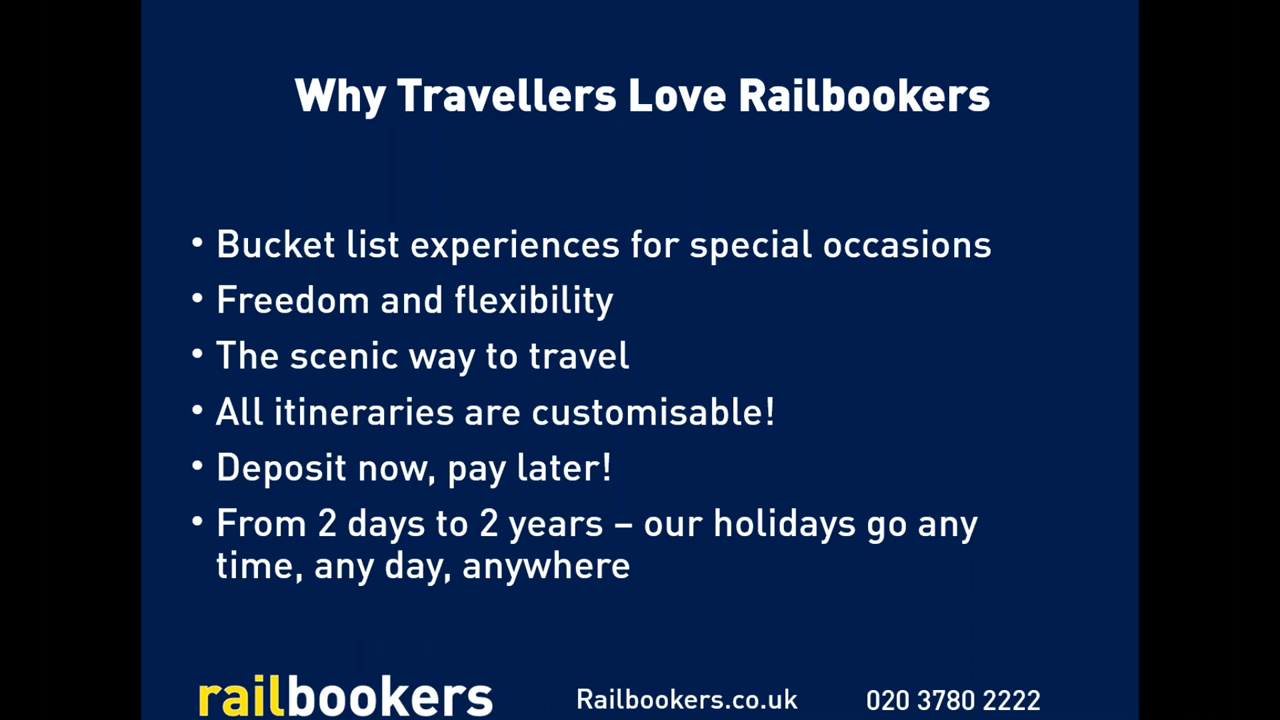 Why Travellers Love Railbookers
• Bucket list experiences for special occasions
• Freedom and flexibility
• The scenic way to travel
• All itineraries are customisable!
• Deposit now, pay later!
• From 2 days to 2 years – our holidays go any
time, any day, anywhere
railbookers Railbookers.co.uk 020 3780 2222